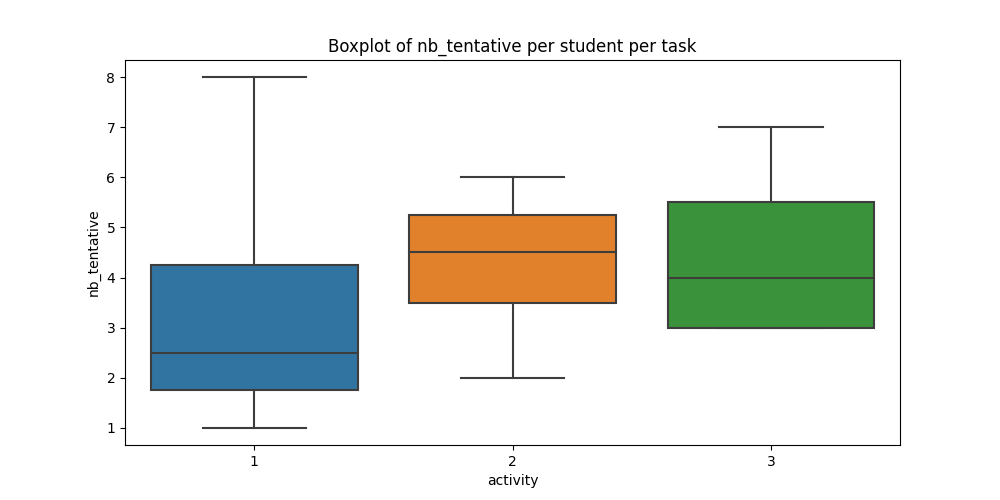 Boxplot of nb_tentative per student per task
8
7
6
5
4
3
2
1
nb_tentative
1 2 3
activity